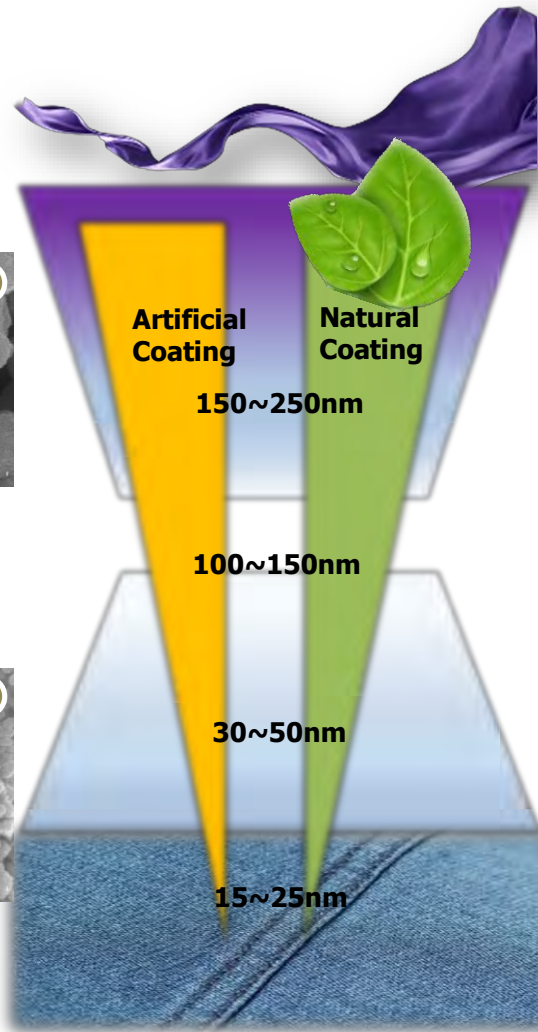 Artificial
Coating
Natural
Coating
150~250nm
100~150nm
30~50nm
15~25nm